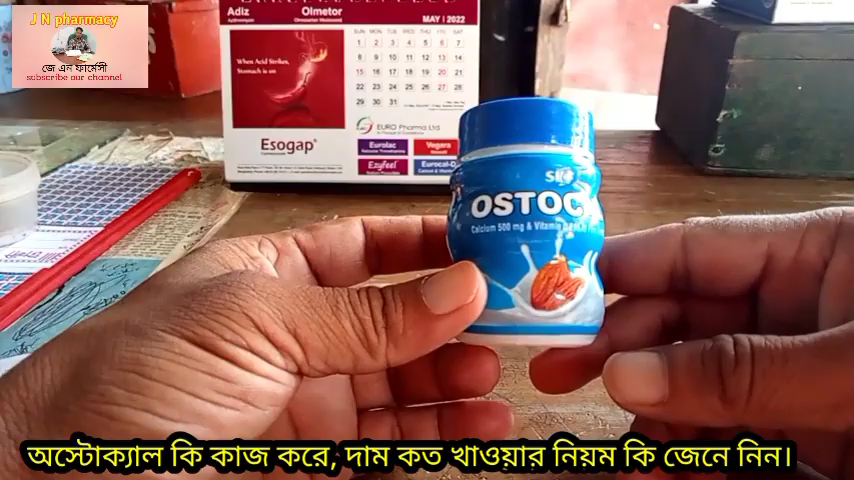 J N pharmacy
জে এন ফার্মেসী
subscribe our channel
Adiz
Olmetor
MAY | 2022
SUN MON TUE WED THU FRI SAT
1 2 3 4 5 6 7
8 9 10 11 12 13 14
15 16 17 18 19 20 21
22 23 24 25 26 27 28
29 30 31
When Acid Strikes,
Stomach is on
EURO Pharma Ltd
Esogap
Eurolac
Vegara
Ezyfeel
Eurocal-D
SK+F
OSTOC
Calcium 500 mg & Vitamin
অস্টোক্যাল কি কাজ করে, দাম কত খাওয়ার নিয়ম কি জেনে নিন।